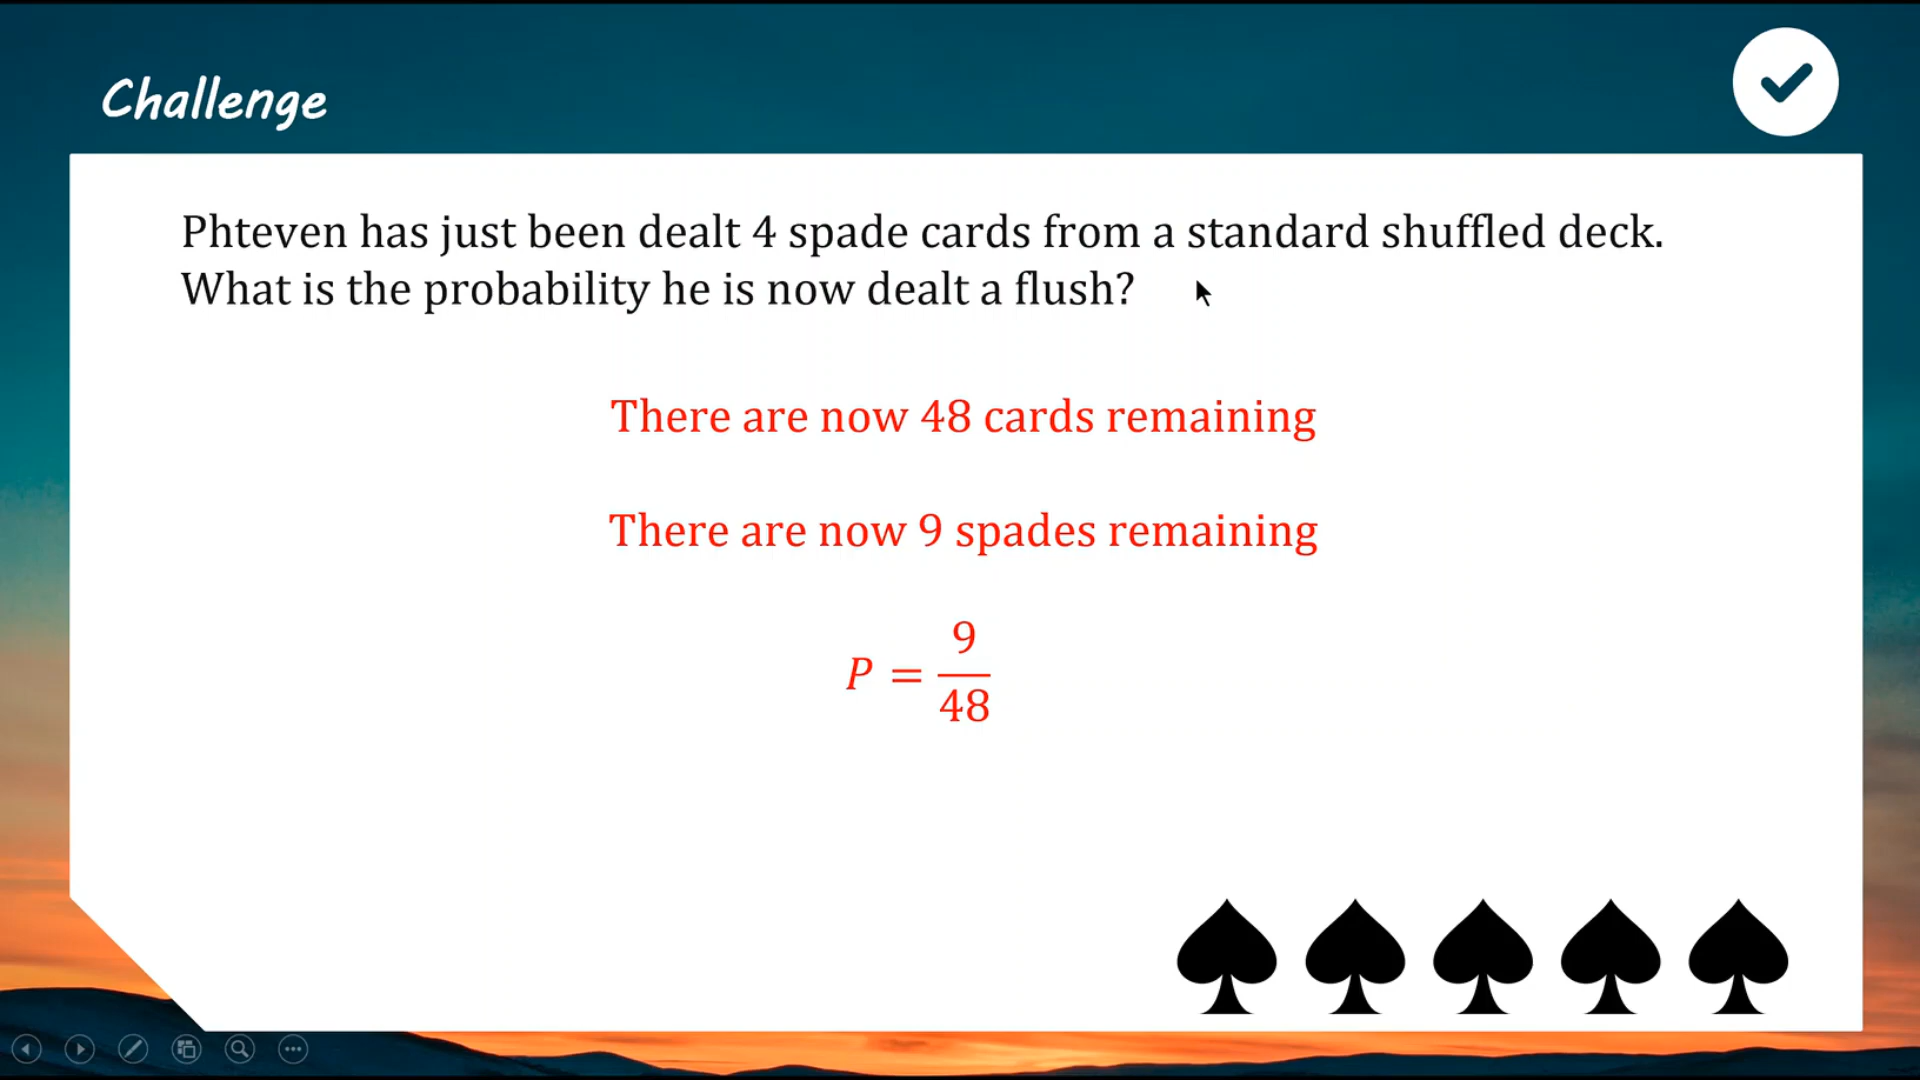 Challenge
Phteven has just been dealt 4 spade cards from a standard shuffled deck.
What is the probability he is now dealt a flush?
There are now 48 cards remaining
There are now 9 spades remaining
P = 9/48